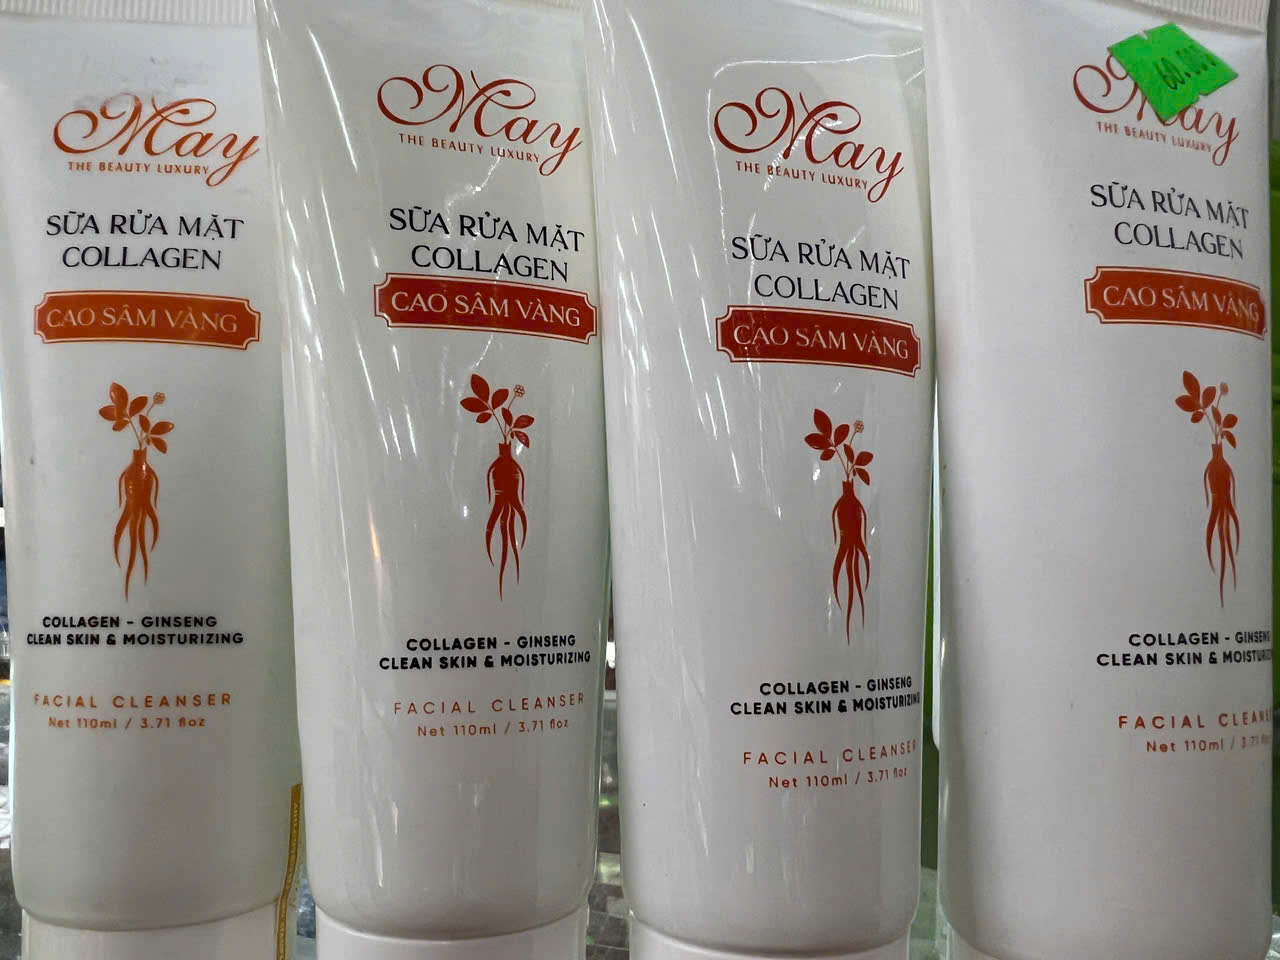 May
THE BEAUTY LUXURY
SỮA RỬA MẶT
COLLAGEN
CAO SÂM VÀNG
COLLAGEN - GINSENG
CLEAN SKIN & MOISTURIZING
FACIAL CLEANSER
Net 110ml / 3.71 floz
May
THE BEAUTY LUXURY
SỮA RỬA MẶT
COLLAGEN
CAO SÂM VÀNG
COLLAGEN - GINSENG
CLEAN SKIN & MOISTURIZING
FACIAL CLEANSER
Net 110ml / 3.71 floz
May
THE BEAUTY LUXURY
SỮA RỬA MẶT
COLLAGEN
CAO SÂM VÀNG
COLLAGEN - GINSENG
CLEAN SKIN & MOISTURIZING
FACIAL CLEANSER
Net 110ml / 3.71 floz
May
THE BEAUTY LUXURY
SỮA RỬA MẶT
COLLAGEN
CAO SÂM VÀNG
COLLAGEN - GINSENG
CLEAN SKIN & MOISTURIZ
FACIAL CLEANSE
Net 110ml / 3.71